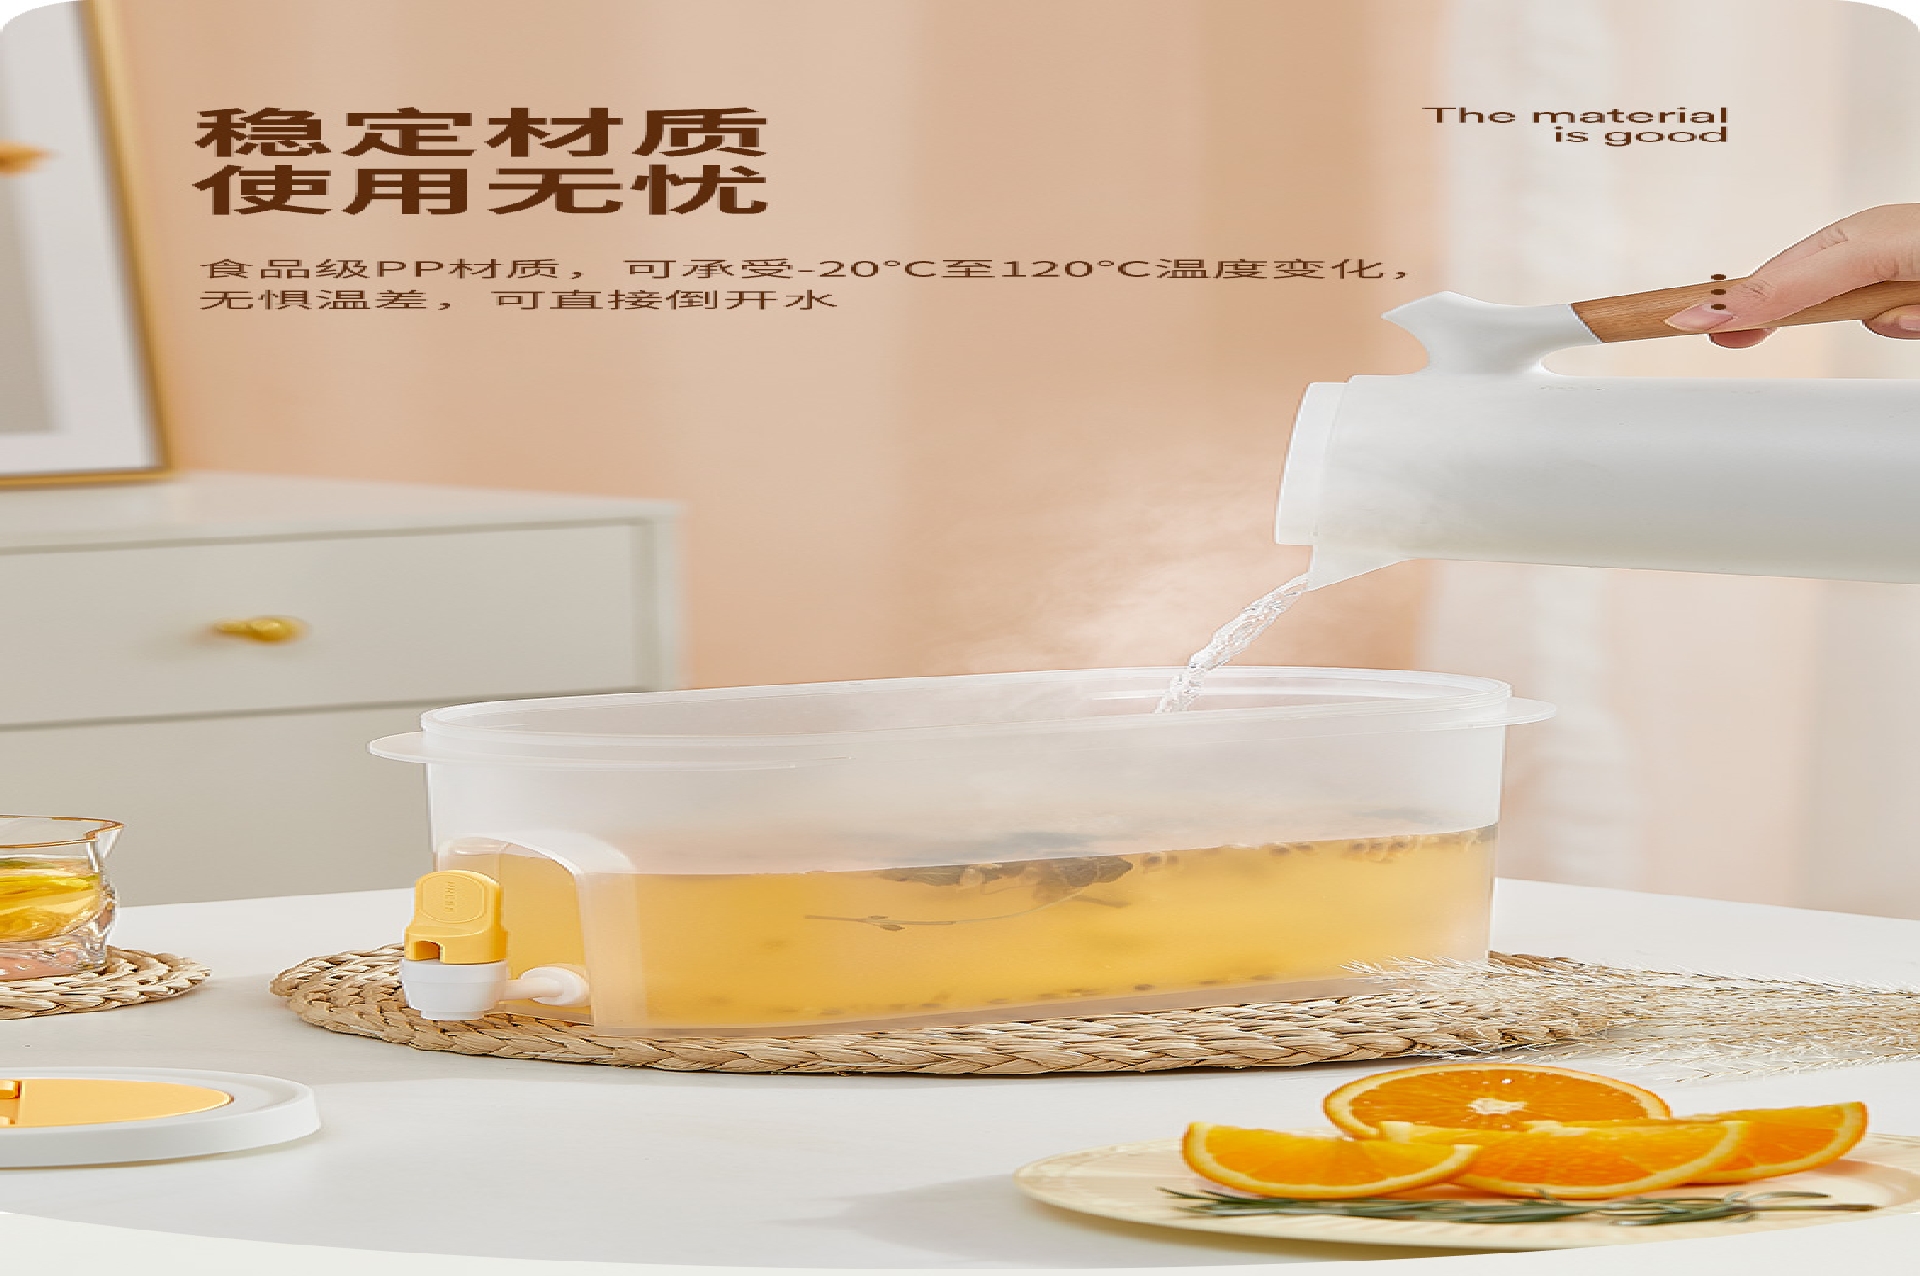 稳定材质
使用无忧
The material
is good
食品级PP材质，可承受-20℃至120℃温度变化，
无惧温差，可直接倒开水